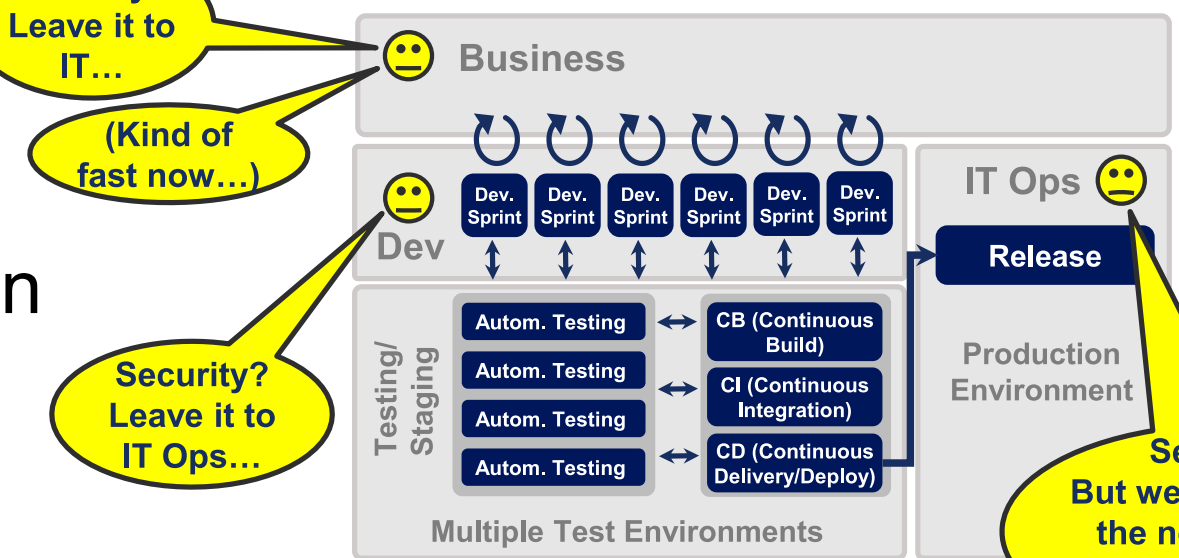 Leave it to
IT…
(Kind of
fast now…)
Business
Dev
Dev.
Sprint
Dev.
Sprint
Dev.
Sprint
Dev.
Sprint
Dev.
Sprint
Dev.
Sprint
IT Ops
Release
Production
Environment
n
Security?
Leave it to
IT Ops…
Testing/
Staging
Autom. Testing
Autom. Testing
Autom. Testing
Autom. Testing
CB (Continuous
Build)
CI (Continuous
Integration)
CD (Continuous
Delivery/Deploy)
Multiple Test Environments
Se
But we
the n